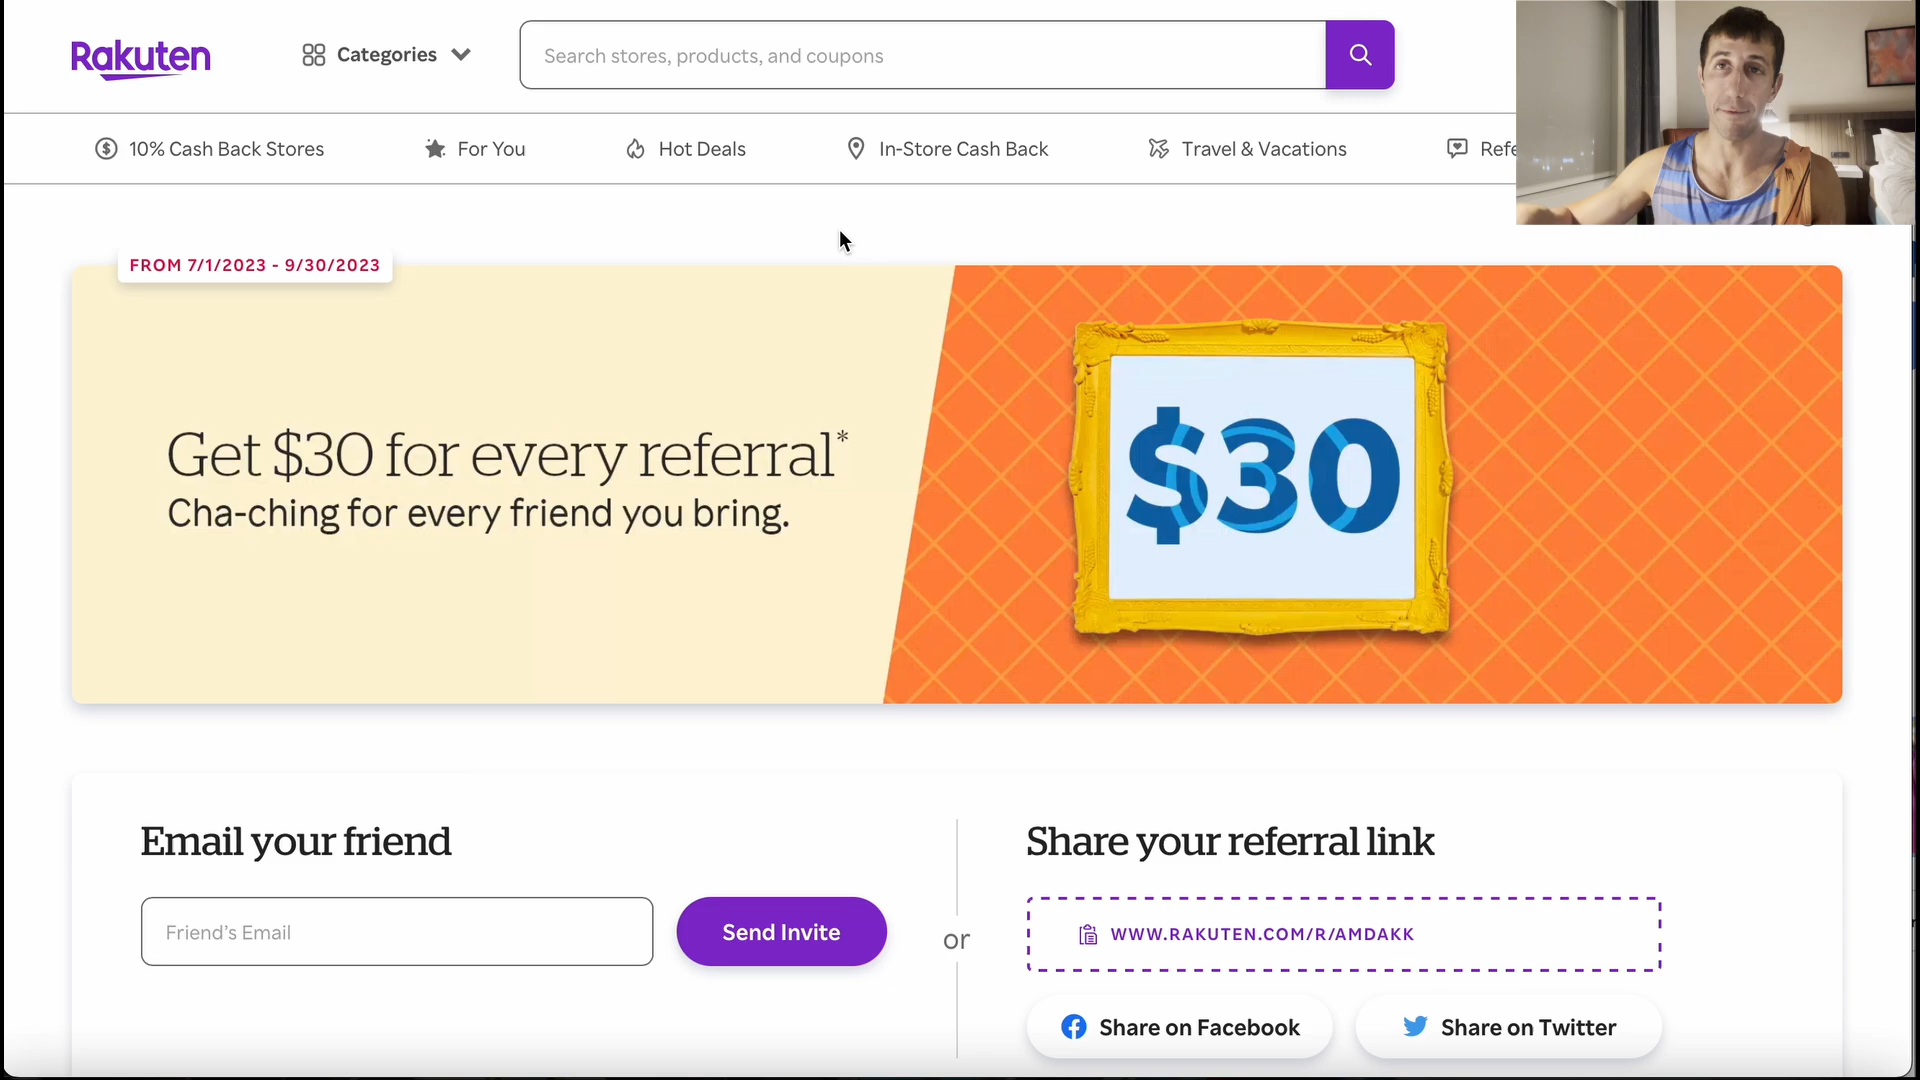 Rakuten
Categories
Search stores, products, and coupons
10% Cash Back Stores
For You
Hot Deals
In-Store Cash Back
Travel & Vacations
FROM 7/1/2023 - 9/30/2023
Get $30 for every referral*
Cha-ching for every friend you bring.
$30
Email your friend
Friend's Email
Send Invite
or
Share your referral link
WWW.RAKUTEN.COM/R/AMDAKK
Share on Facebook
Share on Twitter